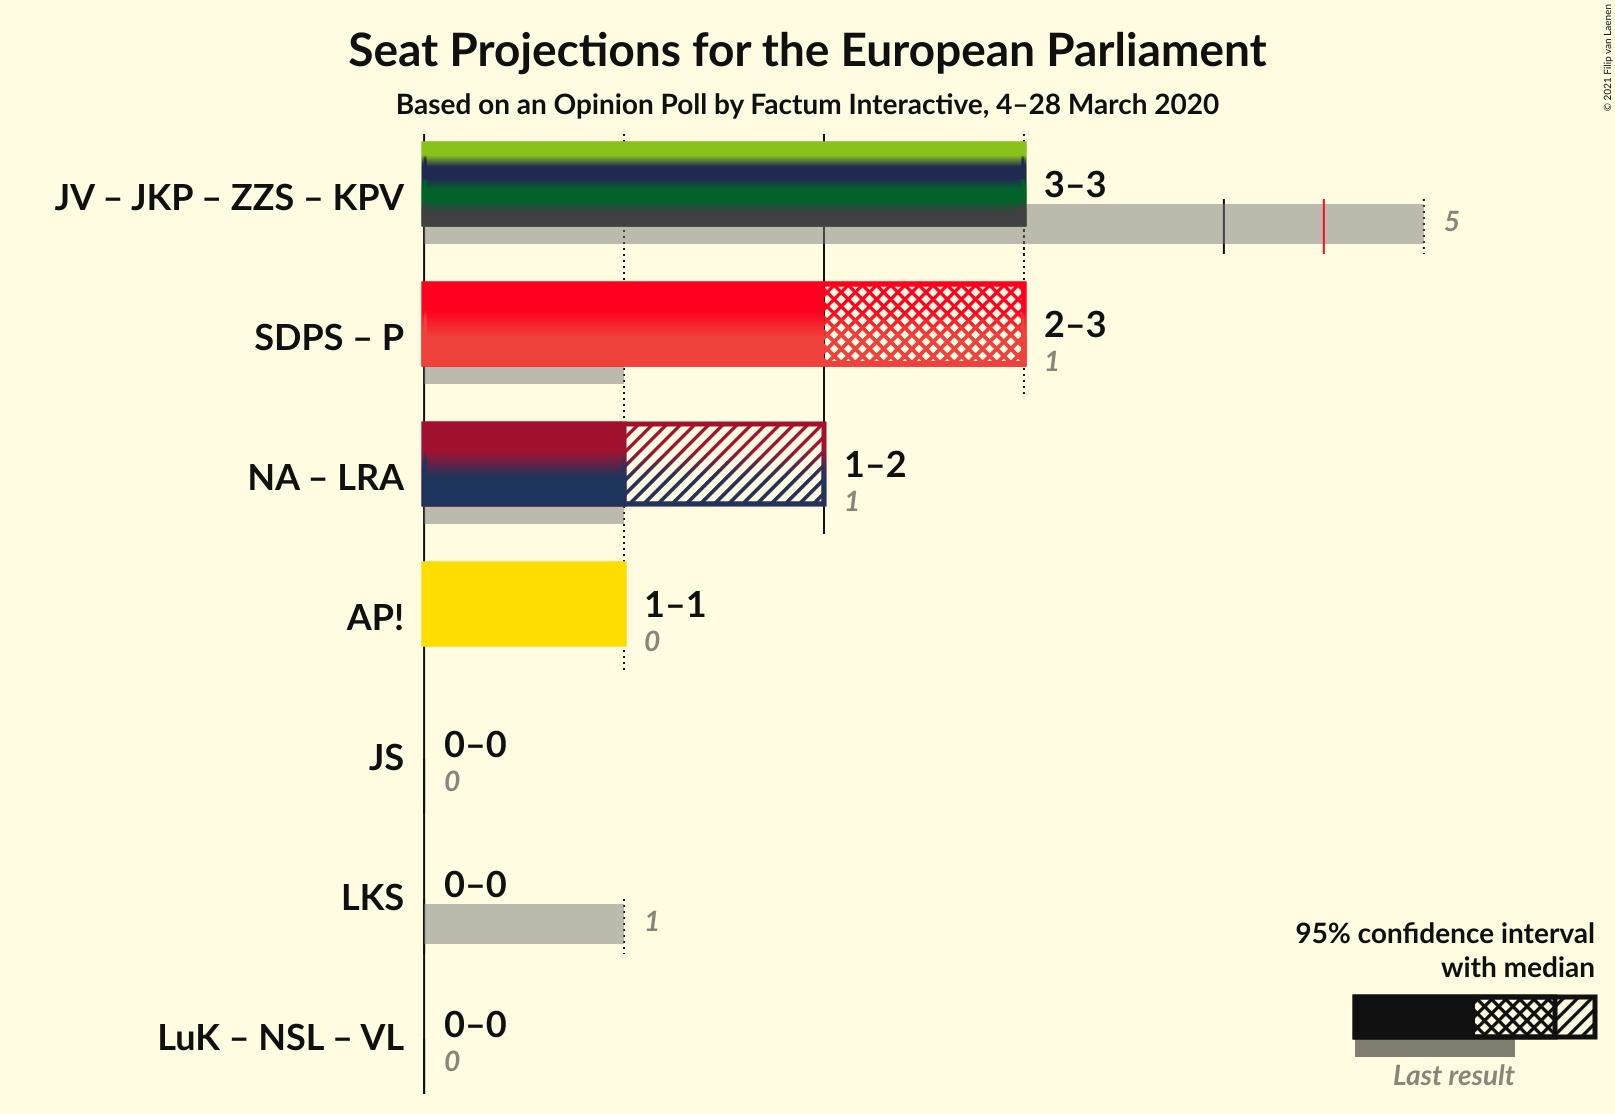 Seat Projections for the European Parliament
Based on an Opinion Poll by Factum Interactive, 4–28 March 2020
© 2021 Filip van Laenen
JV – JKP – ZZS – KPV
3–3
5
SDPS – P
2–3
1
NA – LRA
1–2
1
AP!
1–1
0
JS
0–0
0
LKS
0–0
1
LuK – NSL – VL
0–0
0
95% confidence interval
with median
Last result